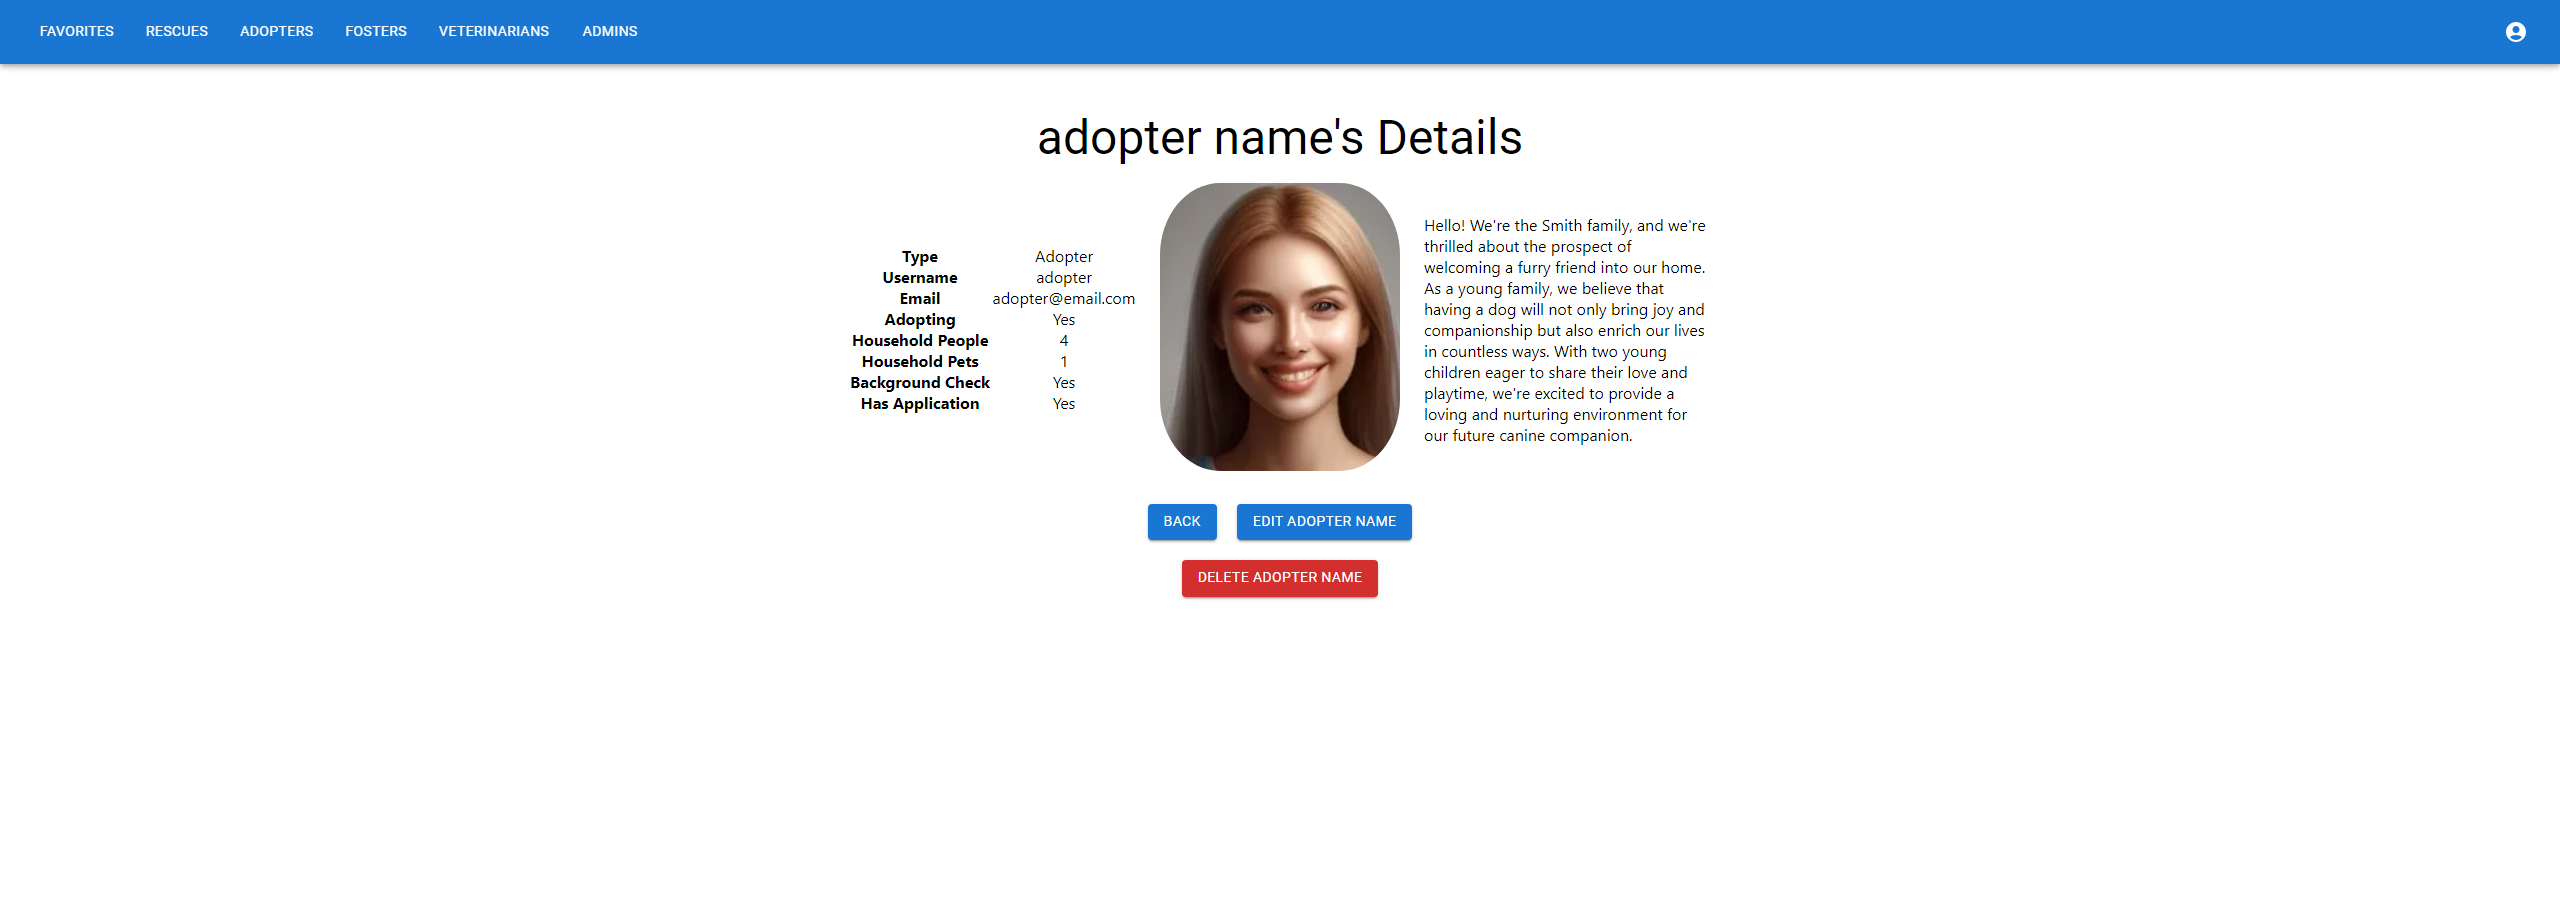 FAVORITES RESCUES ADOPTERS FOSTERS VETERINARIANS ADMINS
adopter name's Details
Type Adopter
Username adopter
Email adopter@email.com
Adopting Yes
Household People 4
Household Pets 1
Background Check Yes
Has Application Yes
Hello! We're the Smith family, and we're
thrilled about the prospect of
welcoming a furry friend into our home.
As a young family, we believe that
having a dog will not only bring joy and
companionship but also enrich our lives
in countless ways. With two young
children eager to share their love and
playtime, we're excited to provide a
loving and nurturing environment for
our future canine companion.
BACK EDIT ADOPTER NAME
DELETE ADOPTER NAME